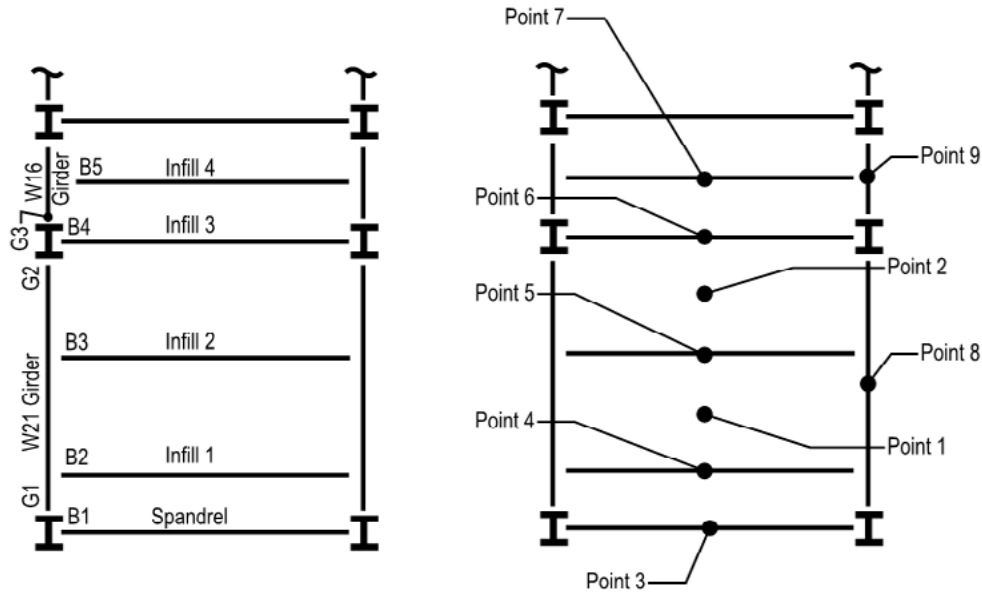 W16
Girder
B5
Infill 4
G3
B4
Infill 3
G2
B3
Infill 2
W21 Girder
B2
Infill 1
G1
B1
Spandrel
Point 7
Point 9
Point 6
Point 2
Point 5
Point 8
Point 4
Point 1
Point 3